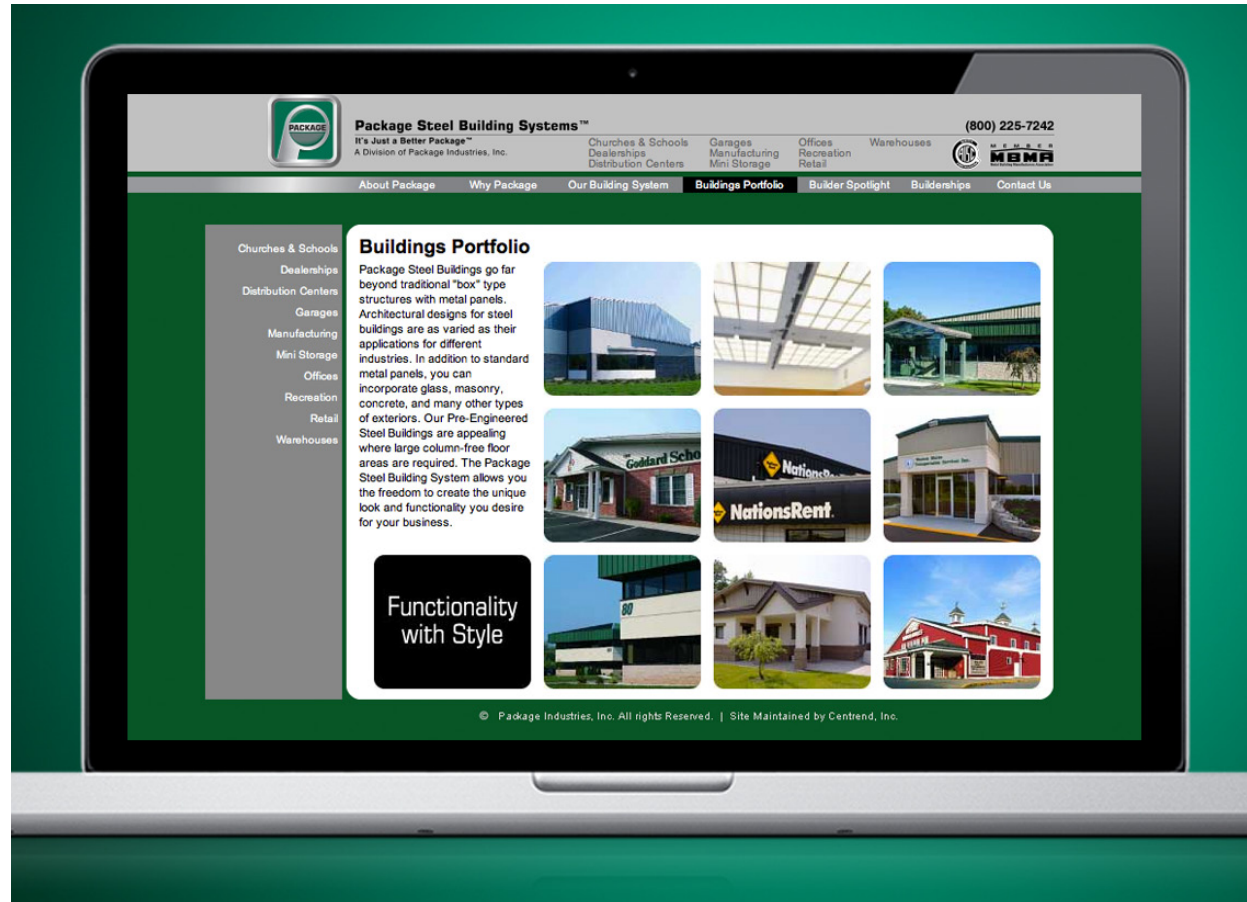 PACKAGE
Package Steel Building Systems™
(800) 225-7242
It's Just a Better Package™
A Division of Package Industries, Inc.
Churches & Schools
Dealerships
Distribution Centers
Garages
Manufacturing
Mini Storage
Offices
Recreation
Retail
Warehouses
MEMBER
MBMA
About Package Why Package Our Building System Buildings Portfolio Builder Spotlight Builderships Contact Us
Churches & Schools
Dealerships
Distribution Centers
Garages
Manufacturing
Mini Storage
Offices
Recreation
Retail
Warehouses
Buildings Portfolio
Package Steel Buildings go far
beyond traditional "box" type
structures with metal panels.
Architectural designs for steel
buildings are as varied as their
applications for different
industries. In addition to standard
metal panels, you can
incorporate glass, masonry,
concrete, and many other types
of exteriors. Our Pre-Engineered
Steel Buildings are appealing
where large column-free floor
areas are required. The Package
Steel Building System allows you
the freedom to create the unique
look and functionality you desire
for your business.
Goddard Scho
NationsRent
NationsRent.
Functionality
with Style
80
© Package Industries, Inc. All rights Reserved. | Site Maintained by Centrend, Inc.